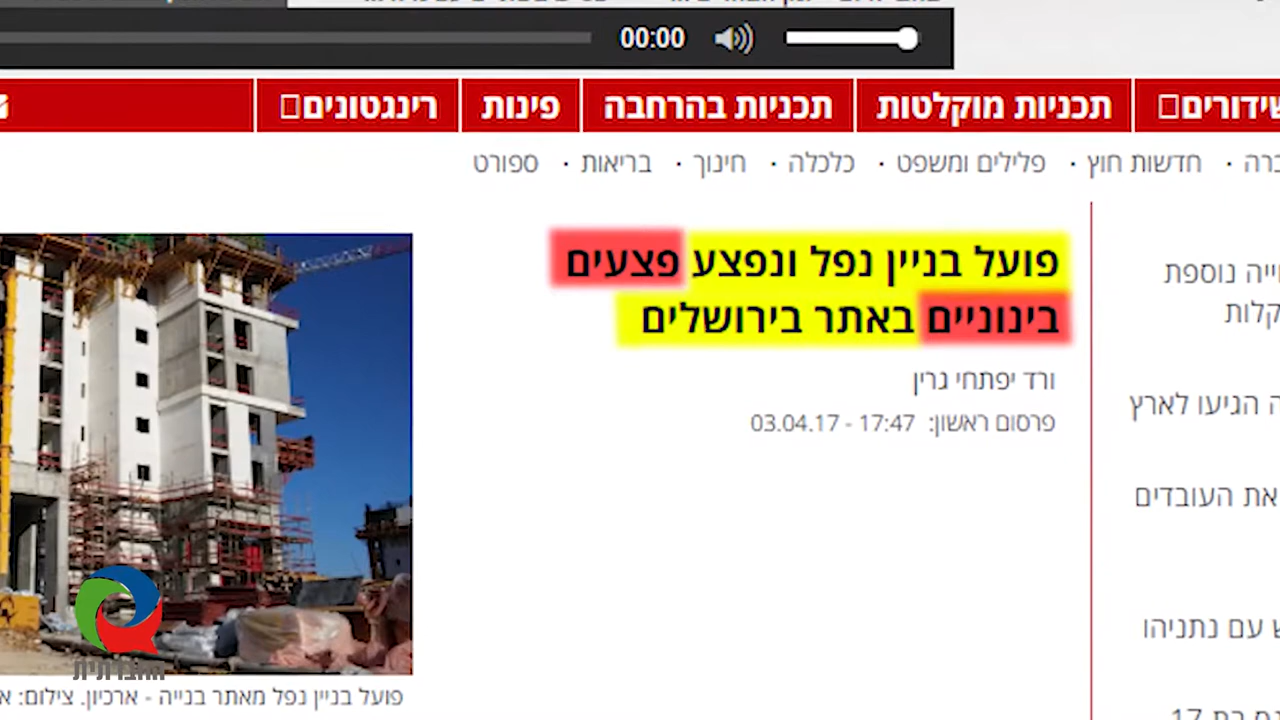 00:00
שידורים
תכניות מוקלטות
תכניות בהרחבה
פינות
רינגטונים
חדשות חוץ · פלילים ומשפט · כלכלה · חינוך · בריאות · ספורט
פועל בניין נפל ונפצע פצעים
בינוניים באתר בירושלים
ורד יפתחי גרין
פרסום ראשון: 17:47 - 03.04.17
נוספת
הגיעו לארץ
את העובדים
עם נתניהו
פועל בניין נפל מאתר בנייה - ארכיון. צילום:
החברתית